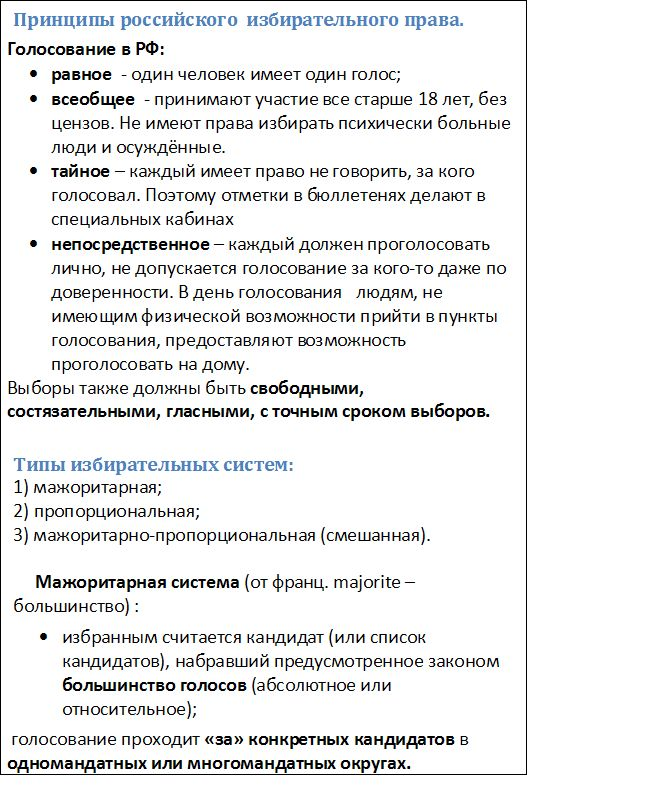 Принципы российского избирательного права.
Голосование в РФ:
• равное - один человек имеет один голос;
• всеобщее - принимают участие все старше 18 лет, без
цензов. Не имеют права избирать психически больные
люди и осуждённые.
• тайное – каждый имеет право не говорить, за кого
голосовал. Поэтому отметки в бюллетенях делают в
специальных кабинах
• непосредственное – каждый должен проголосовать
лично, не допускается голосование за кого-то даже по
доверенности. В день голосования людям, не
имеющим физической возможности прийти в пункты
голосования, предоставляют возможность
проголосовать на дому.
Выборы также должны быть свободными,
состязательными, гласными, с точным сроком выборов.
Типы избирательных систем:
1) мажоритарная;
2) пропорциональная;
3) мажоритарно-пропорциональная (смешанная).
Мажоритарная система (от франц. majorite –
большинство) :
• избранным считается кандидат (или список
кандидатов), набравший предусмотренное законом
большинство голосов (абсолютное или
относительное);
голосование проходит «за» конкретных кандидатов в
одномандатных или многомандатных округах.